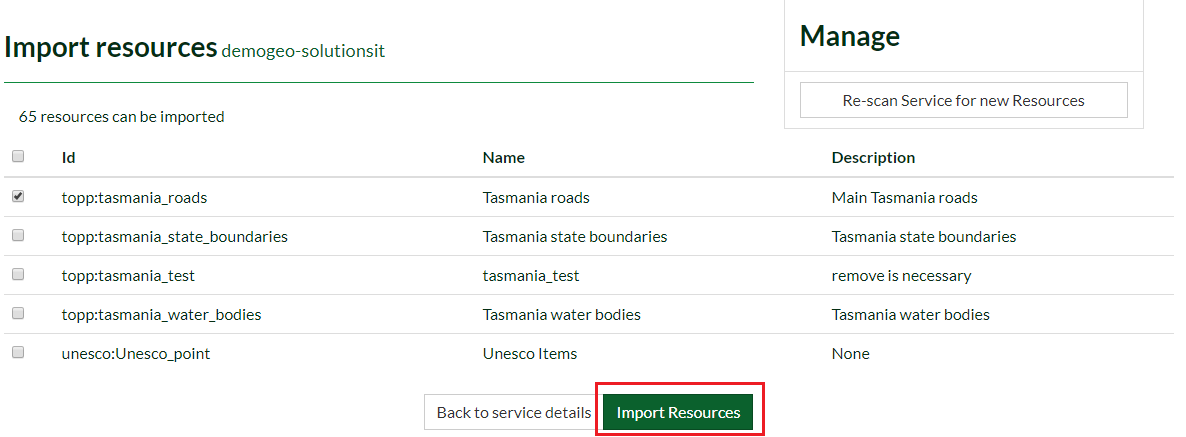 Import resources demogeo-solutionsit
Manage
Re-scan Service for new Resources
65 resources can be imported
Id Name Description
topp:tasmania_roads Tasmania roads Main Tasmania roads
topp:tasmania_state_boundaries Tasmania state boundaries Tasmania state boundaries
topp:tasmania_test tasmania_test remove is necessary
topp:tasmania_water_bodies Tasmania water bodies Tasmania water bodies
unesco:Unesco_point Unesco Items None
Back to service details Import Resources